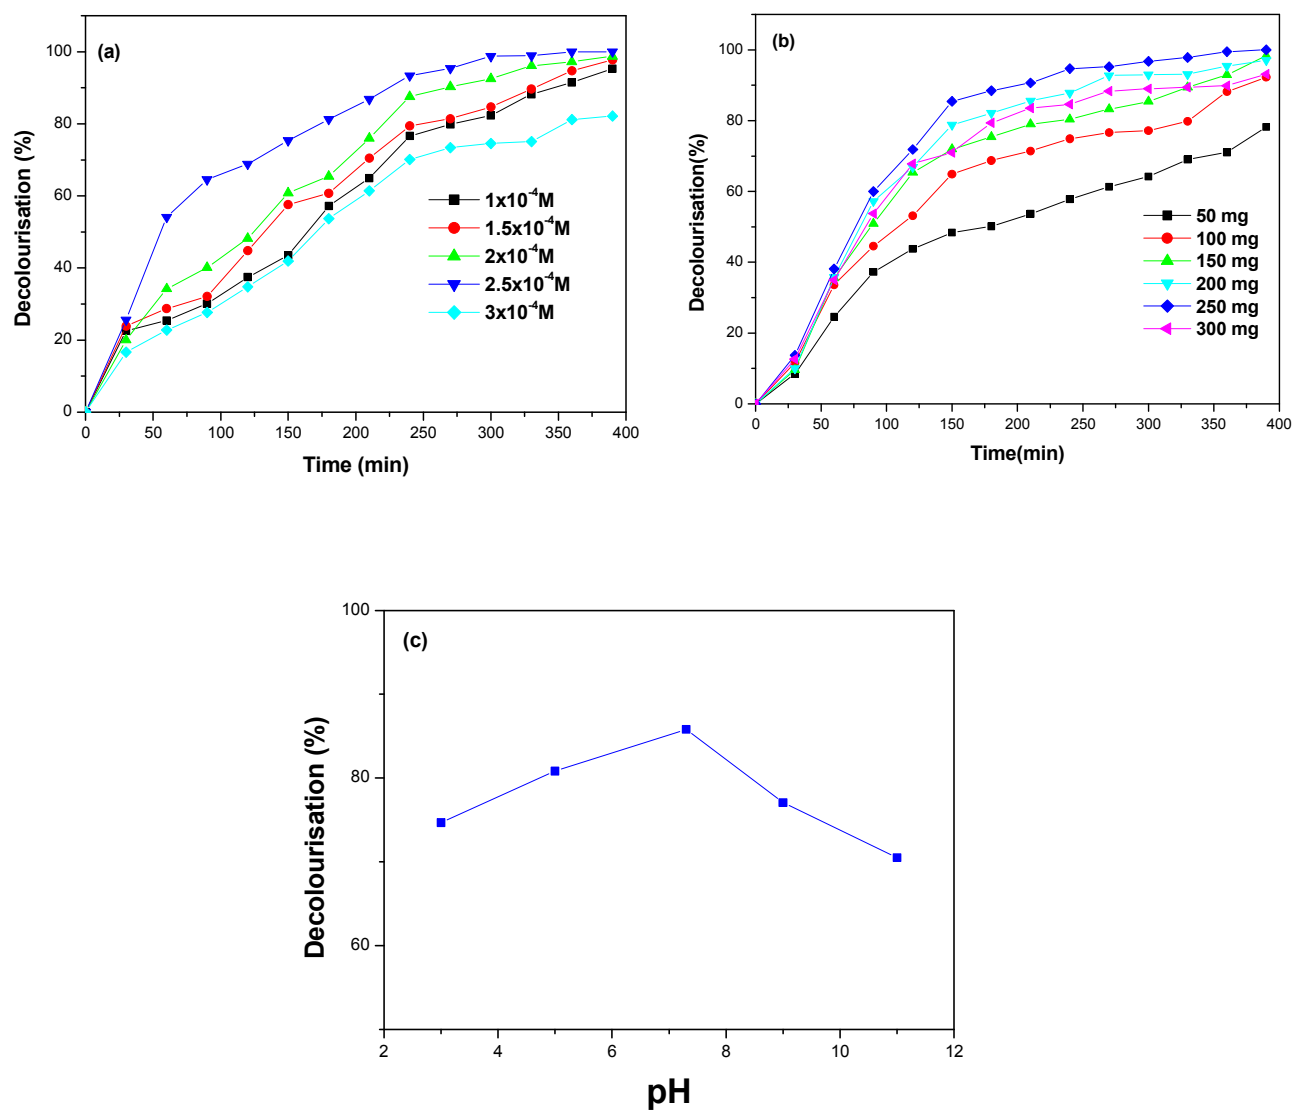 (a)
100
80
60
40
20
0
Decolourisation (%)
1x10⁻⁴M
1.5x10⁻⁴M
2x10⁻⁴M
2.5x10⁻⁴M
3x10⁻⁴M
0 50 100 150 200 250 300 350 400
Time (min)
(b)
100
80
60
40
20
0
Decolourisation(%)
50 mg
100 mg
150 mg
200 mg
250 mg
300 mg
0 50 100 150 200 250 300 350 400
Time(min)
(c)
100
80
60
Decolourisation (%)
2 4 6 8 10 12
pH